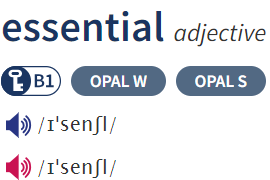 essential adjective
B1 OPAL W OPAL S
/ɪˈsenʃl/
/ɪˈsenʃl/